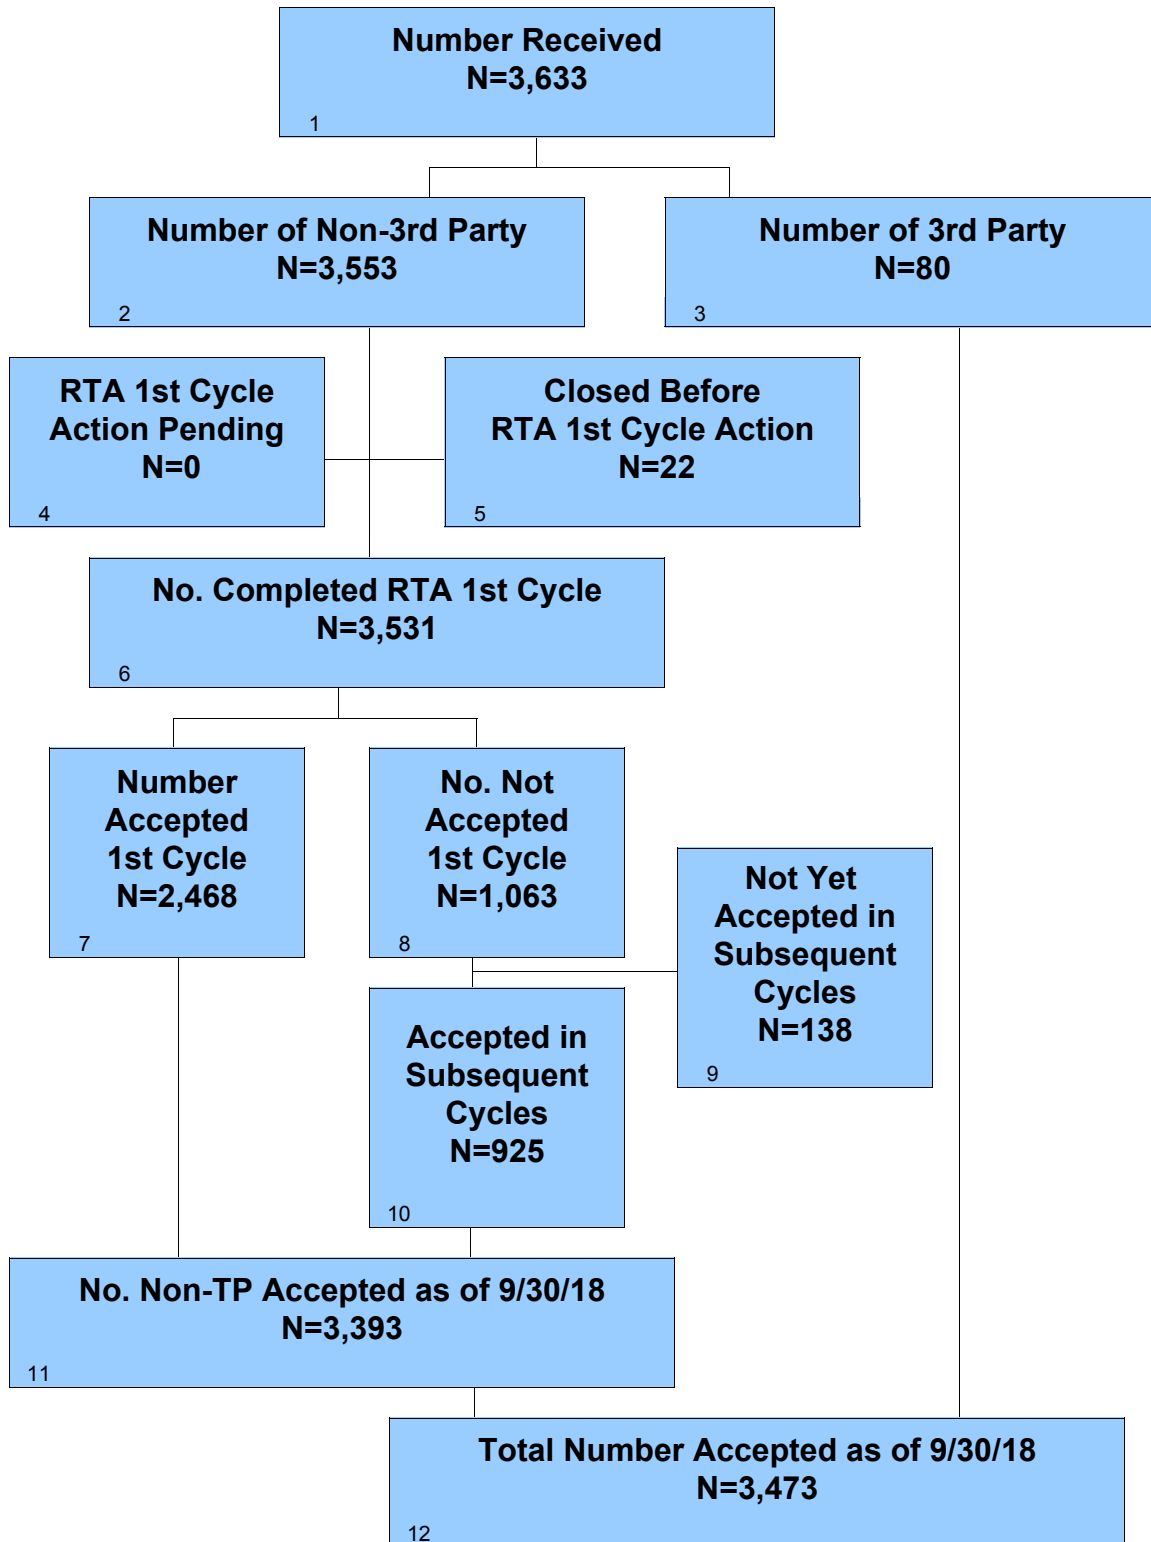 Number Received
N=3,633
1
Number of Non-3rd Party
N=3,553
2
Number of 3rd Party
N=80
3
RTA 1st Cycle
Action Pending
N=0
4
Closed Before
RTA 1st Cycle Action
N=22
5
No. Completed RTA 1st Cycle
N=3,531
6
Number
Accepted
1st Cycle
N=2,468
7
No. Not
Accepted
1st Cycle
N=1,063
8
Not Yet
Accepted in
Subsequent
Cycles
N=138
9
Accepted in
Subsequent
Cycles
N=925
10
No. Non-TP Accepted as of 9/30/18
N=3,393
11
Total Number Accepted as of 9/30/18
N=3,473
12